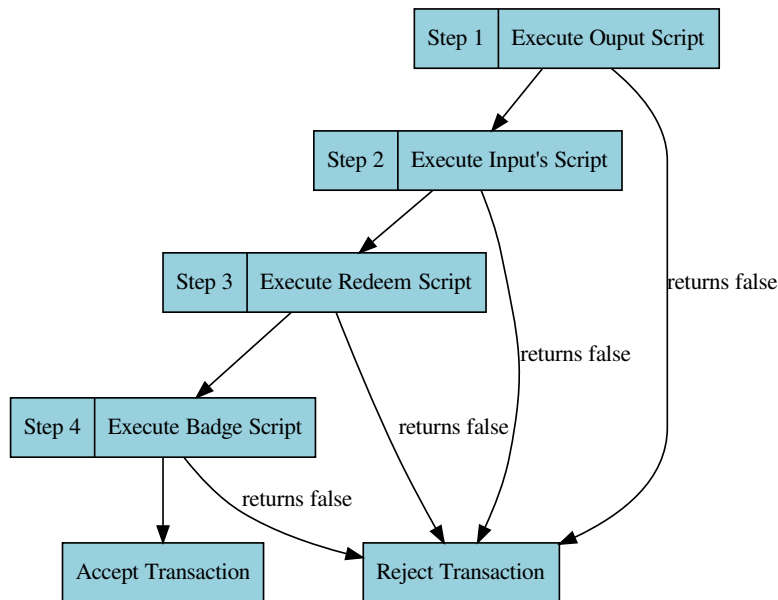 Step 1 Execute Ouput Script
Step 2 Execute Input's Script
Step 3 Execute Redeem Script
returns false
returns false
Step 4 Execute Badge Script
returns false
returns false
Accept Transaction
Reject Transaction